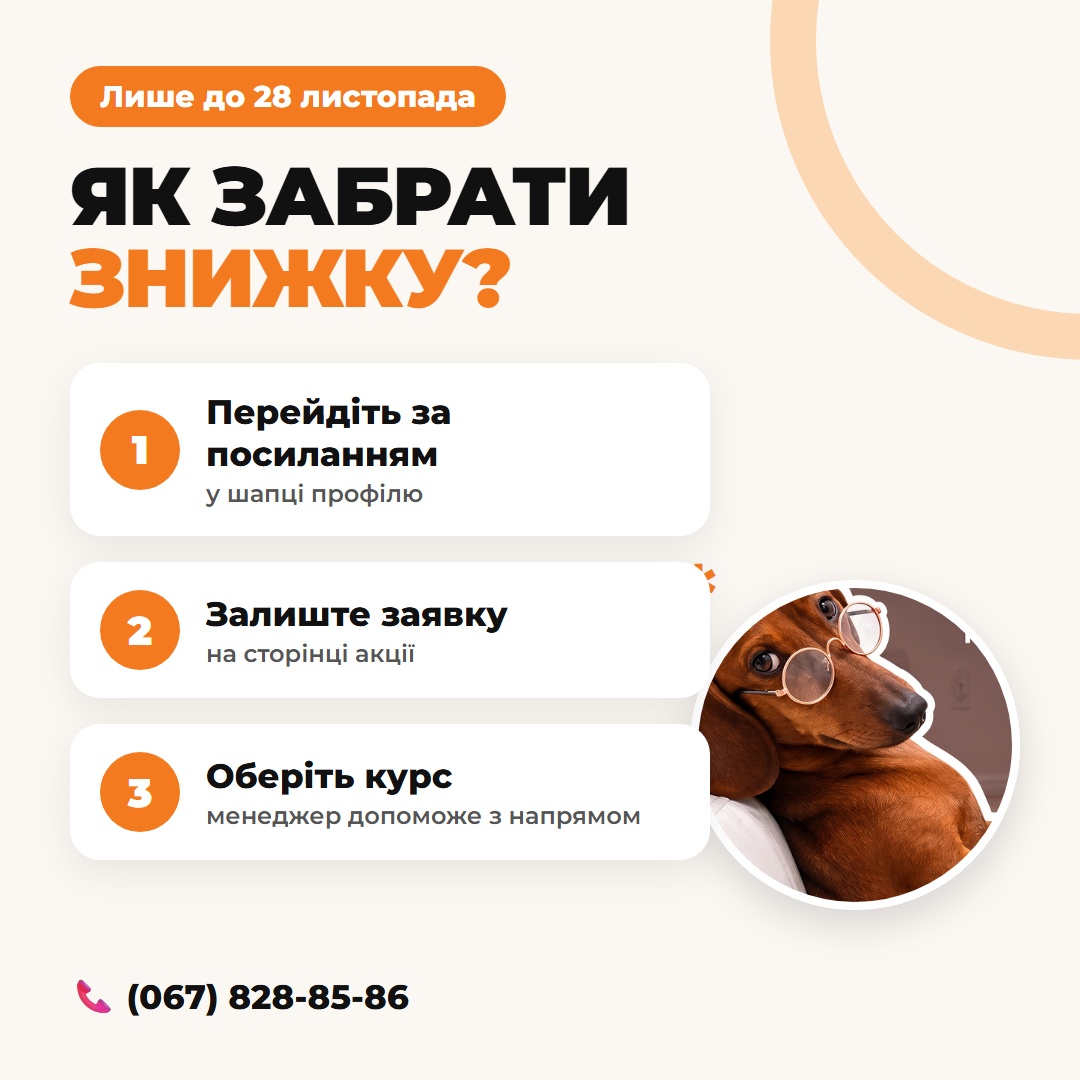 Лише до 28 листопада
ЯК ЗАБРАТИ
ЗНИЖКУ?
1
Перейдіть за
посиланням
у шапці профілю
2
Залиште заявку
на сторінці акції
3
Оберіть курс
менеджер допоможе з напрямом
(067) 828-85-86